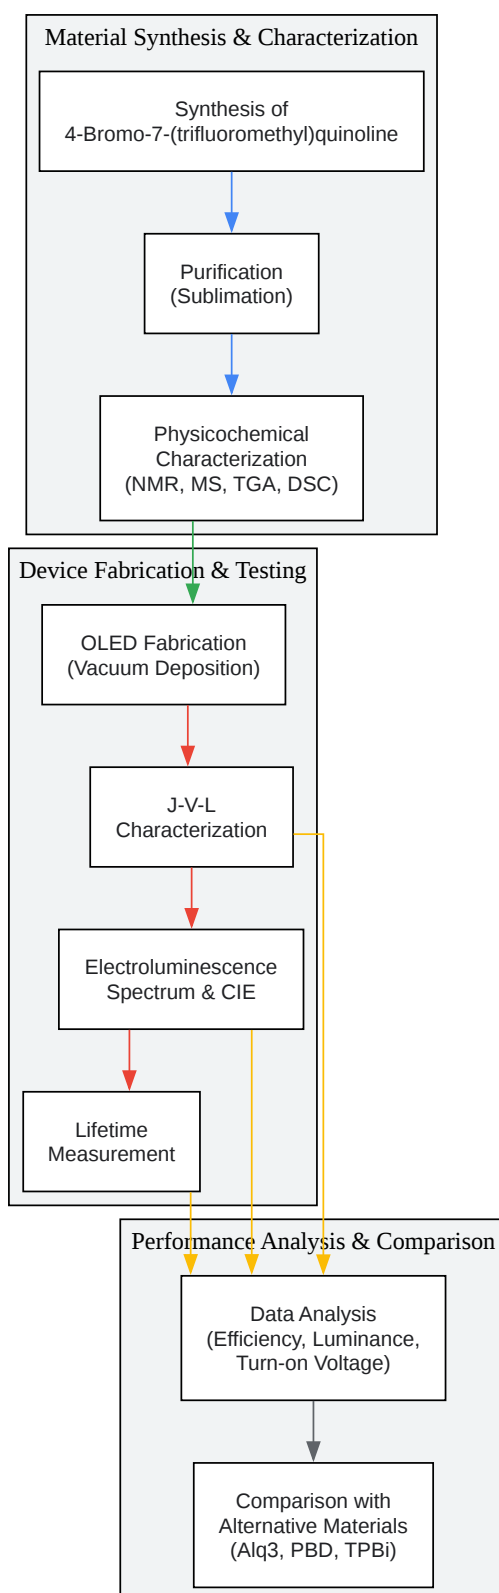 Material Synthesis & Characterization
Synthesis of
4-Bromo-7-(trifluoromethyl)quinoline
Purification
(Sublimation)
Physicochemical
Characterization
(NMR, MS, TGA, DSC)
Device Fabrication & Testing
OLED Fabrication
(Vacuum Deposition)
J-V-L
Characterization
Electroluminescence
Spectrum & CIE
Lifetime
Measurement
Performance Analysis & Comparison
Data Analysis
(Efficiency, Luminance,
Turn-on Voltage)
Comparison with
Alternative Materials
(Alq3, PBD, TPBi)